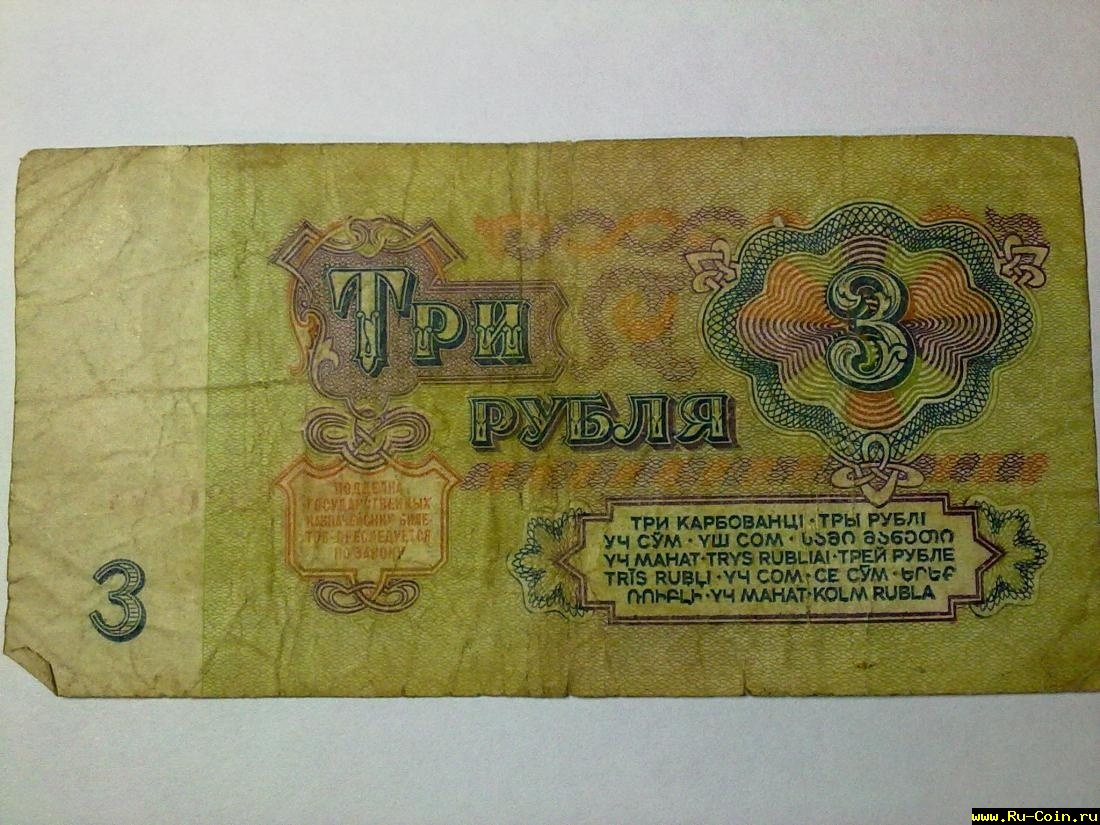 Три
РУБЛЯ
3
ПОДДЕЛКА
ГОСУДАРСТВЕННЫХ
КАЗНАЧЕЙСКИХ БИЛЕ-
ТОВ ПРЕСЛЕДУЕТСЯ
ПО ЗАКОНУ
ТРИ КАРБОВАНЦІ · ТРЫ РУБЛІ
УЧ СЎМ · ҮШ СОМ · ᲡᲐᲛᲘ ᲛᲐᲜᲔᲗᲘ
ҮЧ МАНАТ · TRYS RUBLIAI · ТРЕЙ РУБЛЕ
TRĪS RUBĻI · ҮЧ СОМ · СЕ СӮМ · ԵՐԵՔ
ՌՈՒԲԼԻ · ҮЧ МАНАТ · KOLM RUBLA
3
www.Ru-Coin.ru